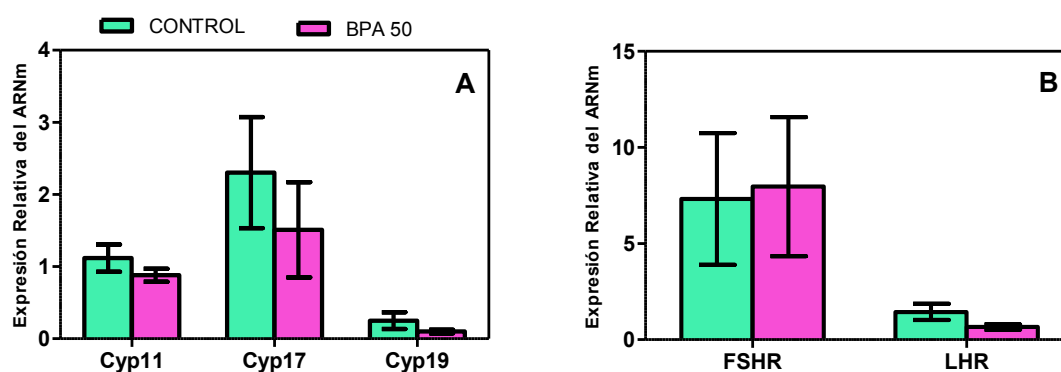 CONTROL BPA 50
A
Expresión Relativa del ARNm
4
3
2
1
0
Cyp11 Cyp17 Cyp19
B
Expresión Relativa del ARNm
15
10
5
0
FSHR LHR